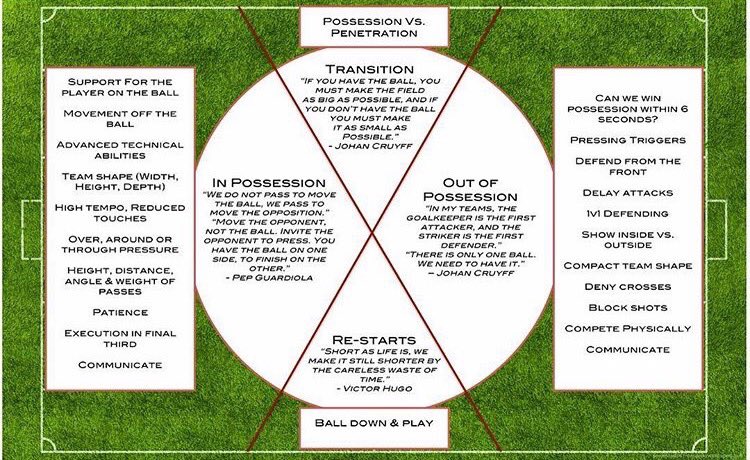 Possession Vs.
Penetration
Transition
"If you have the ball, you
must make the field
as big as possible, and if
you don't have the ball
you must make
it as small as
Possible."
- Johan Cruyff
Support For the
player on the ball
Movement off the
ball
Advanced technical
abilities
Team shape (Width,
Height, Depth)
High tempo, Reduced
touches
Over, around or
through pressure
Height, distance,
angle & weight of
passes
Patience
Execution in final
third
Communicate
In Possession
"We do not pass to move
the ball, we pass to
move the opposition."
"Move the opponent,
not the ball. Invite the
opponent to press. You
have the ball on one
side, to finish on the
other."
- Pep Guardiola
Out of
Possession
"In my teams, the
goalkeeper is the first
attacker, and the
striker is the first
defender."
"There is only one ball.
We need to have it."
– Johan Cruyff
Can we win
possession within 6
seconds?
Pressing Triggers
Defend from the
front
Delay attacks
1v1 Defending
Show inside vs.
outside
Compact team shape
Deny crosses
Block shots
Compete Physically
Communicate
Re-starts
"Short as life is, we
make it still shorter by
the careless waste of
time."
- Victor Hugo
Ball down & play